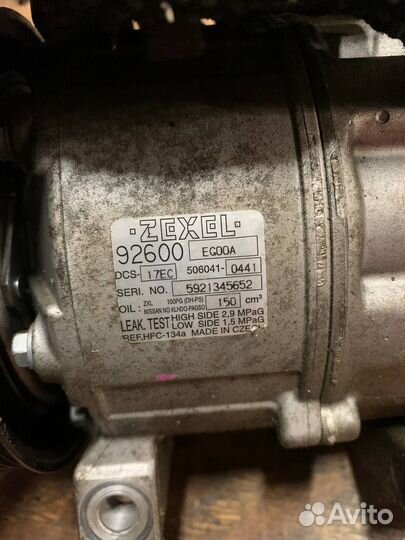 ZEXEL
92600 EG00A
DCS- 17EC 506041- 0441
SERI. NO. 5921345652
OIL: ZXL 100PG (DH-PS) 150 cm³
NISSAN NO KLHOO-PAGS0
LEAK. TEST HIGH SIDE 2,9 MPaG
LOW SIDE 1,5 MPaG
REF.HFC-134a MADE IN CZECH
Avito